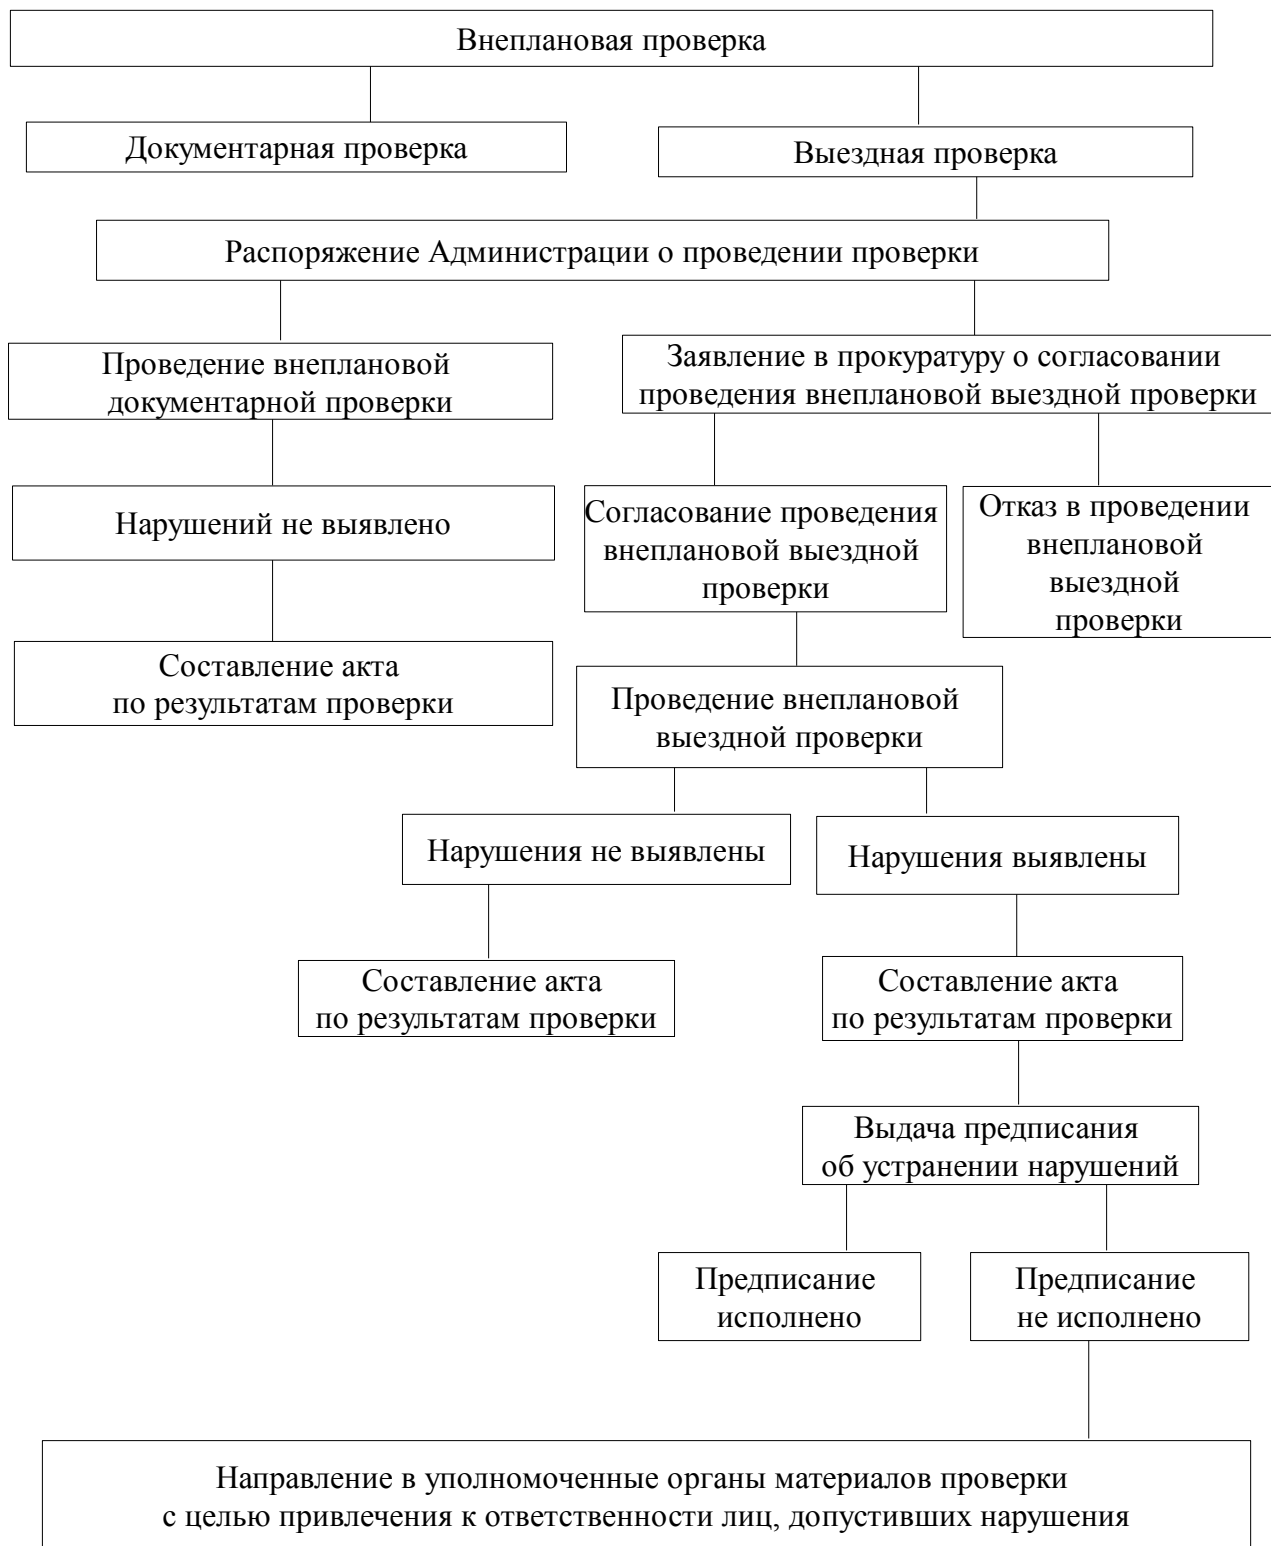 Внеплановая проверка
Документарная проверка
Выездная проверка
Распоряжение Администрации о проведении проверки
Проведение внеплановой
документарной проверки
Заявление в прокуратуру о согласовании
проведения внеплановой выездной проверки
Нарушений не выявлено
Согласование проведения
внеплановой выездной
проверки
Отказ в проведении
внеплановой
выездной
проверки
Составление акта
по результатам проверки
Проведение внеплановой
выездной проверки
Нарушения не выявлены
Нарушения выявлены
Составление акта
по результатам проверки
Составление акта
по результатам проверки
Выдача предписания
об устранении нарушений
Предписание
исполнено
Предписание
не исполнено
Направление в уполномоченные органы материалов проверки
с целью привлечения к ответственности лиц, допустивших нарушения